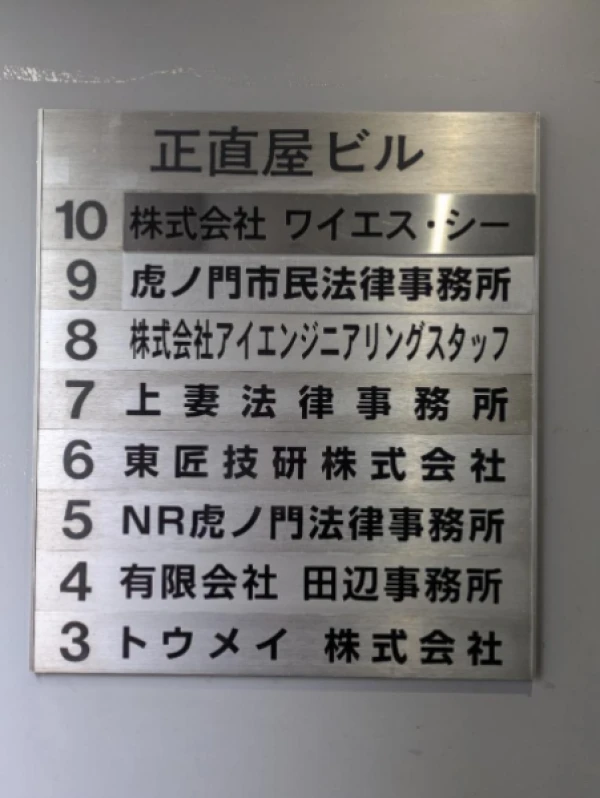 正直屋ビル
10 株式会社 ワイエス・シー
9 虎ノ門市民法律事務所
8 株式会社アイエンジニアリングスタッフ
7 上妻法律事務所
6 東匠技研株式会社
5 NR虎ノ門法律事務所
4 有限会社 田辺事務所
3 トウメイ 株式会社